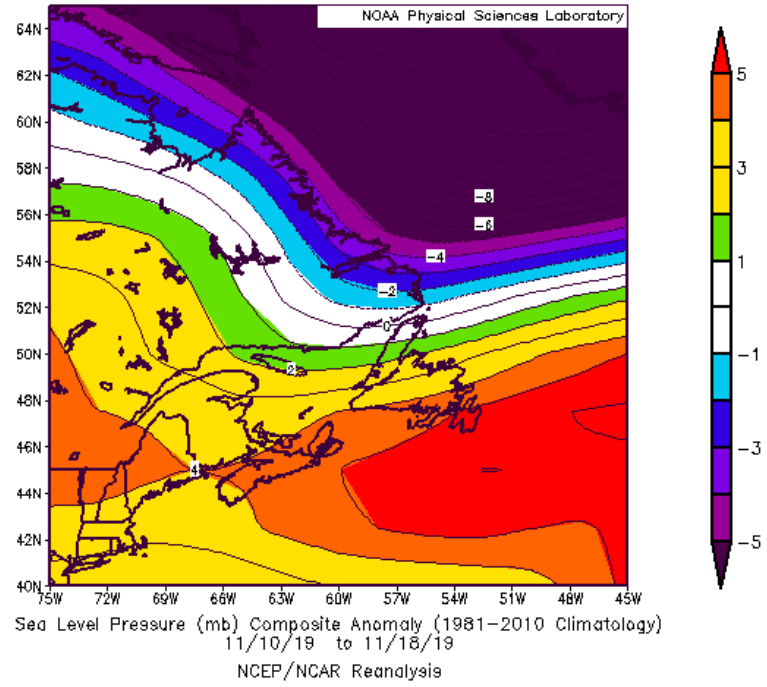 NOAA Physical Sciences Laboratory
64N
62N
60N
58N
56N
54N
52N
50N
48N
46N
44N
42N
40N
75W 72W 69W 66W 63W 60W 57W 54W 51W 48W 45W
-8
-6
-4
-2
0
2
4
5
3
1
-1
-3
-5
Sea Level Pressure (mb) Composite Anomaly (1981-2010 Climatology)
11/10/19 to 11/18/19
NCEP/NCAR Reanalysis